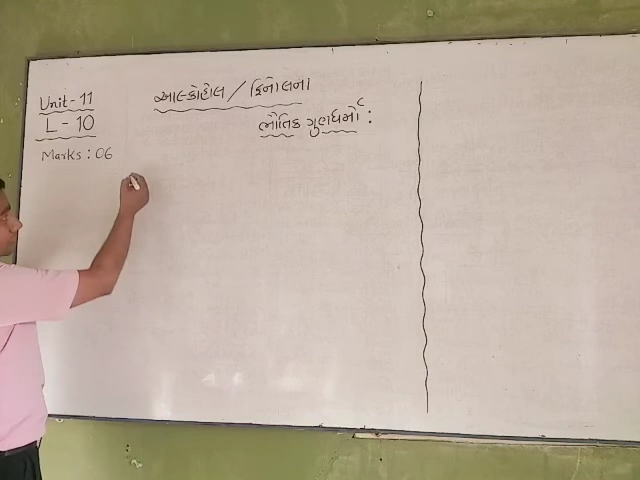 Unit-11
L-10
Marks : 06
આલ્કોહોલ / ફિનોલના
ભૌતિક ગુણધર્મો :